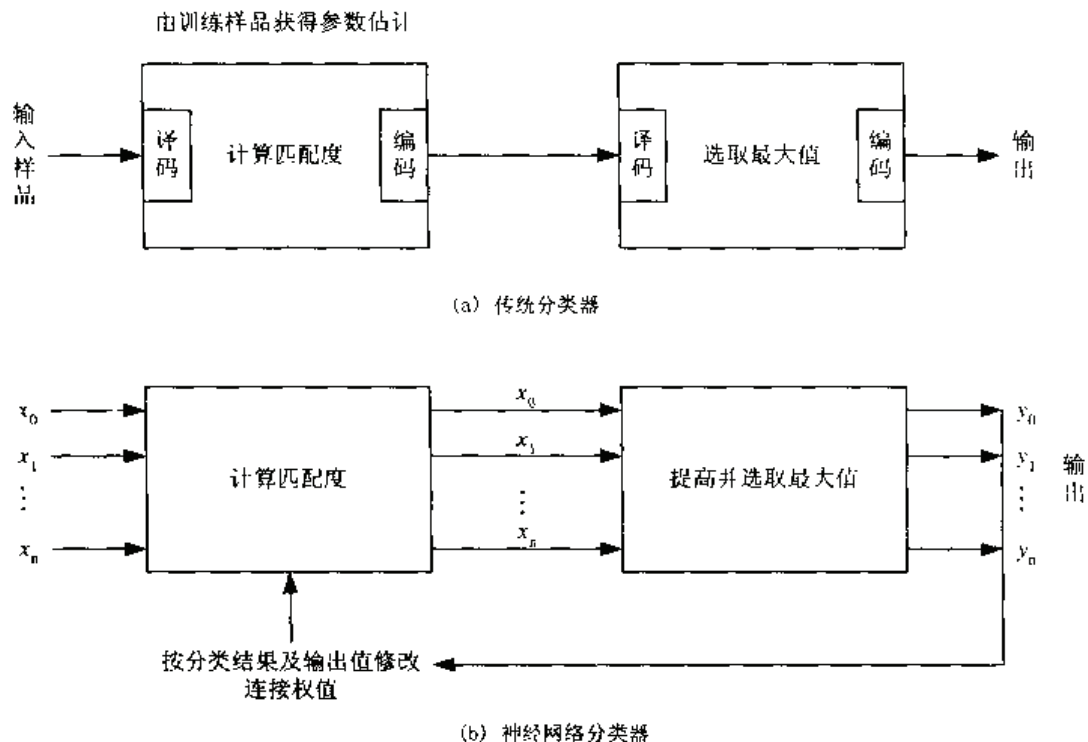 由训练样品获得参数估计
输入样品
译码
计算匹配度
编码
译码
选取最大值
编码
输出
(a) 传统分类器
x₀
x₁
⋮
xₙ
计算匹配度
x₀
x₁
⋮
xₙ
提高并选取最大值
y₀
y₁
⋮
yₙ
输出
按分类结果及输出值修改
连接权值
(b) 神经网络分类器